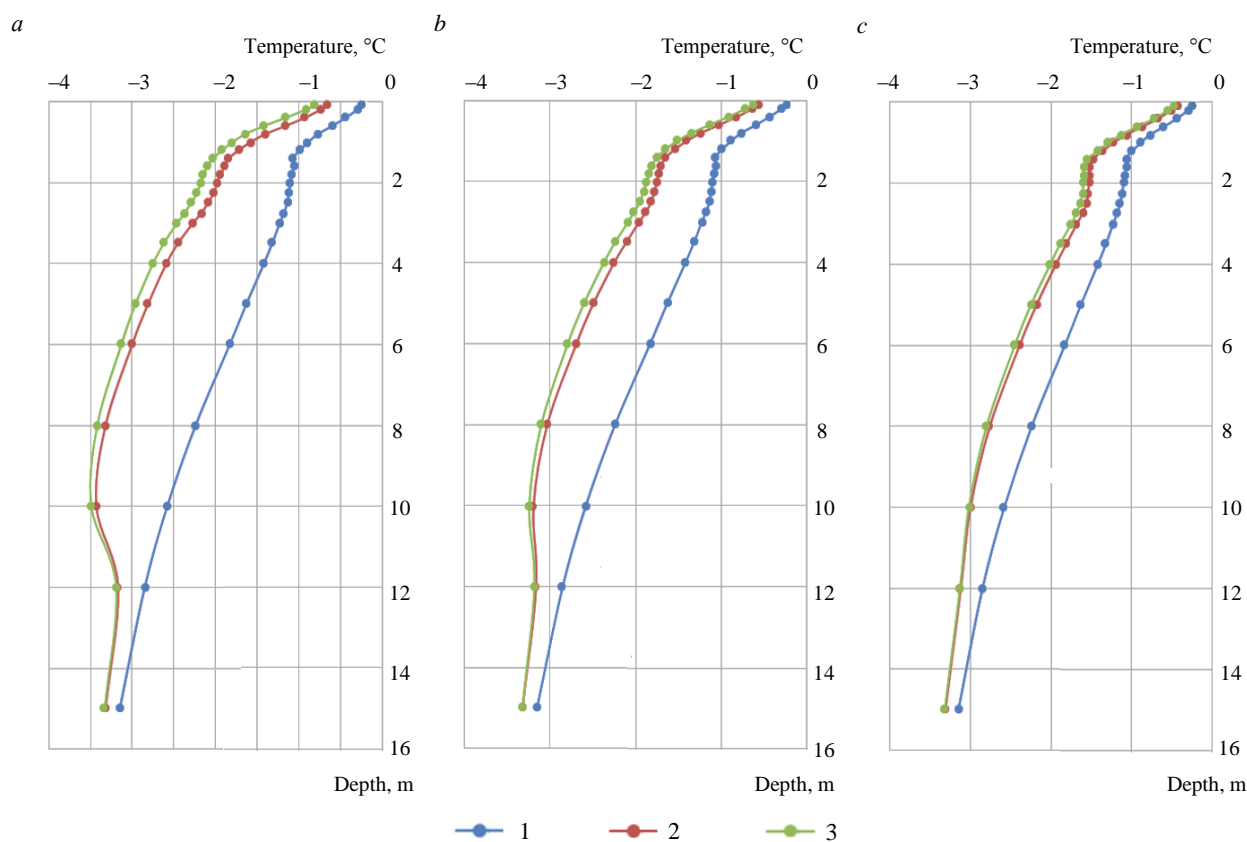 a
b
c
Temperature, °C
Temperature, °C
Temperature, °C
–4 –3 –2 –1 0
–4 –3 –2 –1 0
–4 –3 –2 –1 0
2 2 2
4 4 4
6 6 6
8 8 8
10 10 10
12 12 12
14 14 14
16 16 16
Depth, m
Depth, m
Depth, m
1 2 3